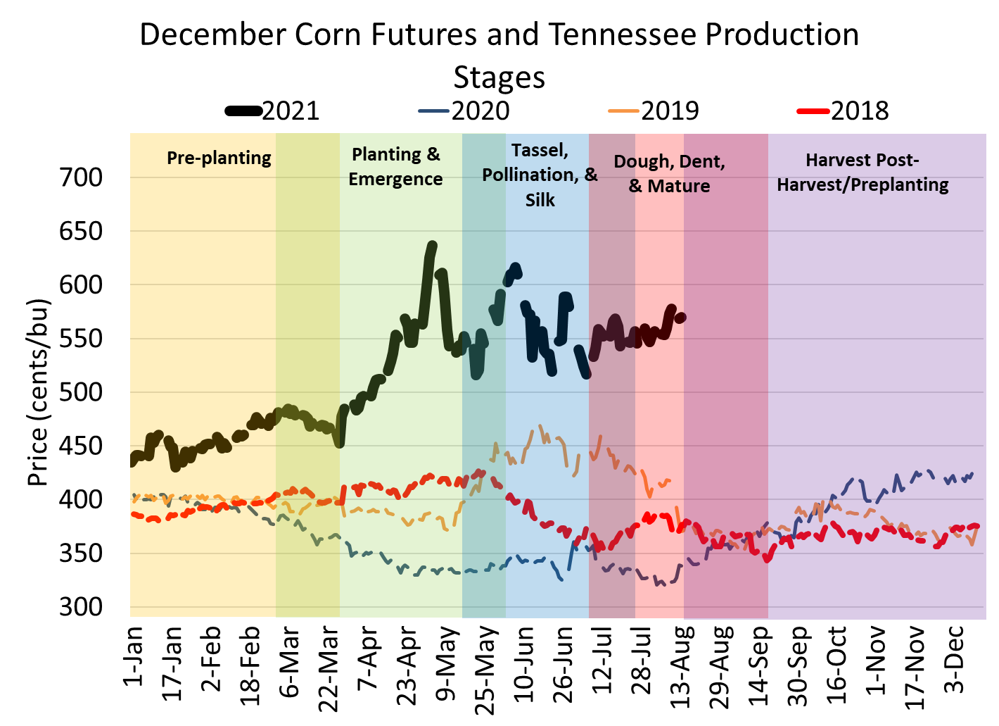 December Corn Futures and Tennessee Production
Stages
2021 2020 2019 2018
Pre-planting
Planting &
Emergence
Tassel,
Pollination, &
Silk
Dough, Dent,
& Mature
Harvest Post-
Harvest/Preplanting
Price (cents/bu)
700
650
600
550
500
450
400
350
300
1-Jan
17-Jan
2-Feb
18-Feb
6-Mar
22-Mar
7-Apr
23-Apr
9-May
25-May
10-Jun
26-Jun
12-Jul
28-Jul
13-Aug
29-Aug
14-Sep
30-Sep
16-Oct
1-Nov
17-Nov
3-Dec